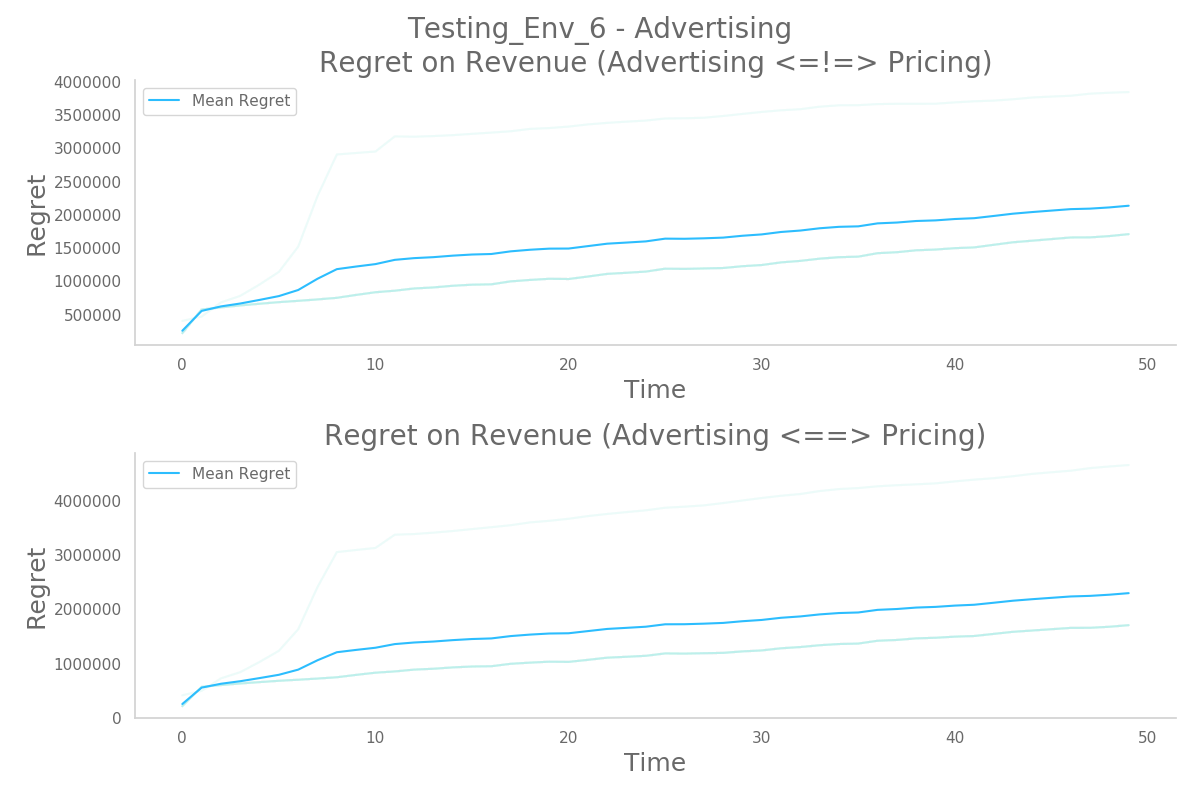 Testing_Env_6 - Advertising
Regret on Revenue (Advertising <=!=> Pricing)
4000000
3500000
3000000
2500000
2000000
1500000
1000000
500000
Regret
Mean Regret
0 10 20 30 40 50
Time
Regret on Revenue (Advertising <==> Pricing)
4000000
3000000
2000000
1000000
0
Regret
Mean Regret
0 10 20 30 40 50
Time